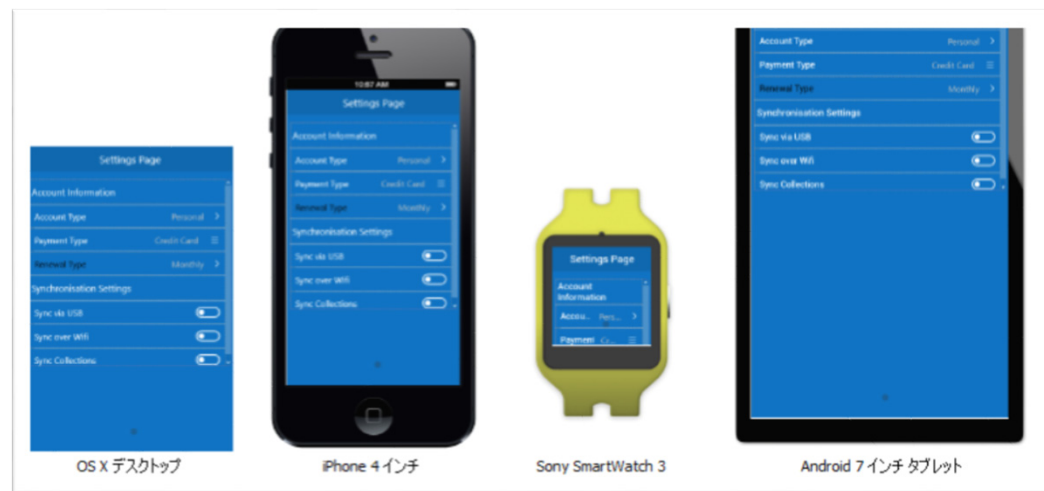 Settings Page
Account Information
Account Type Personal
Payment Type Credit Card
Renewal Type Monthly
Synchronisation Settings
Sync via USB
Sync over Wifi
Sync Collections
OS X デスクトップ
10:87 AM
Settings Page
Account Information
Account Type Personal
Payment Type Credit Card
Renewal Type Monthly
Synchronisation Settings
Sync via USB
Sync over Wifi
Sync Collections
iPhone 4 インチ
Settings Page
Account
Information
Accou... Pers...
Payment Cr...
Sony SmartWatch 3
Account Type Personal
Payment Type Credit Card
Renewal Type Monthly
Synchronisation Settings
Sync via USB
Sync over Wifi
Sync Collections
Android 7 インチ タブレット